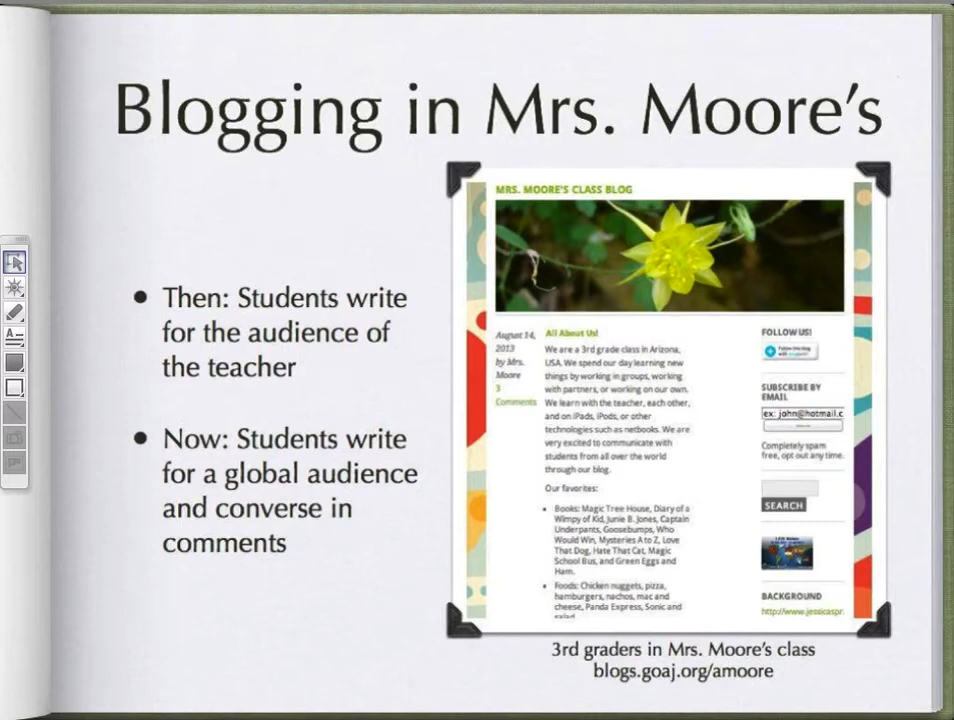 Blogging in Mrs. Moore's
Then: Students write
for the audience of
the teacher
Now: Students write
for a global audience
and converse in
comments
MRS. MOORE'S CLASS BLOG
August 14,
2013
by Mrs.
Moore
3
Comments
All About Us!
We are a 3rd grade class in Arizona,
USA. We spend our day learning new
things by working in groups, working
with partners, or working on our own.
We learn with the teacher, each other,
and on iPads, iPods, or other
technologies such as netbooks. We are
very excited to communicate with
students from all over the world
through our blog.
Our favorites:
Books: Magic Tree House, Diary of a
Wimpy of Kid, Junie B. Jones, Captain
Underpants, Goosebumps, Who
Would Win, Mysteries A to Z, Love
That Dog, Hate That Cat, Magic
School Bus, and Green Eggs and
Ham.
Foods: Chicken nuggets, pizza,
hamburgers, nachos, mac and
cheese, Panda Express, Sonic and
salad
FOLLOW US!
Follow this blog
SUBSCRIBE BY
EMAIL
ex: john@hotmail.c
Completely spam
free, opt out any time.
SEARCH
BACKGROUND
http://www.jessicaspr
3rd graders in Mrs. Moore's class
blogs.goaj.org/amoore